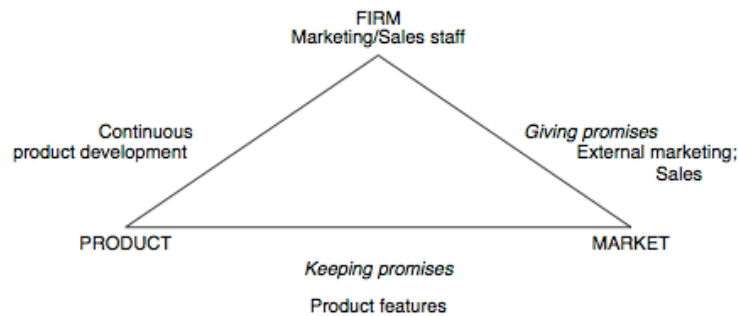 FIRM
Marketing/Sales staff
Continuous
product development
Giving promises
External marketing;
Sales
PRODUCT
MARKET
Keeping promises
Product features